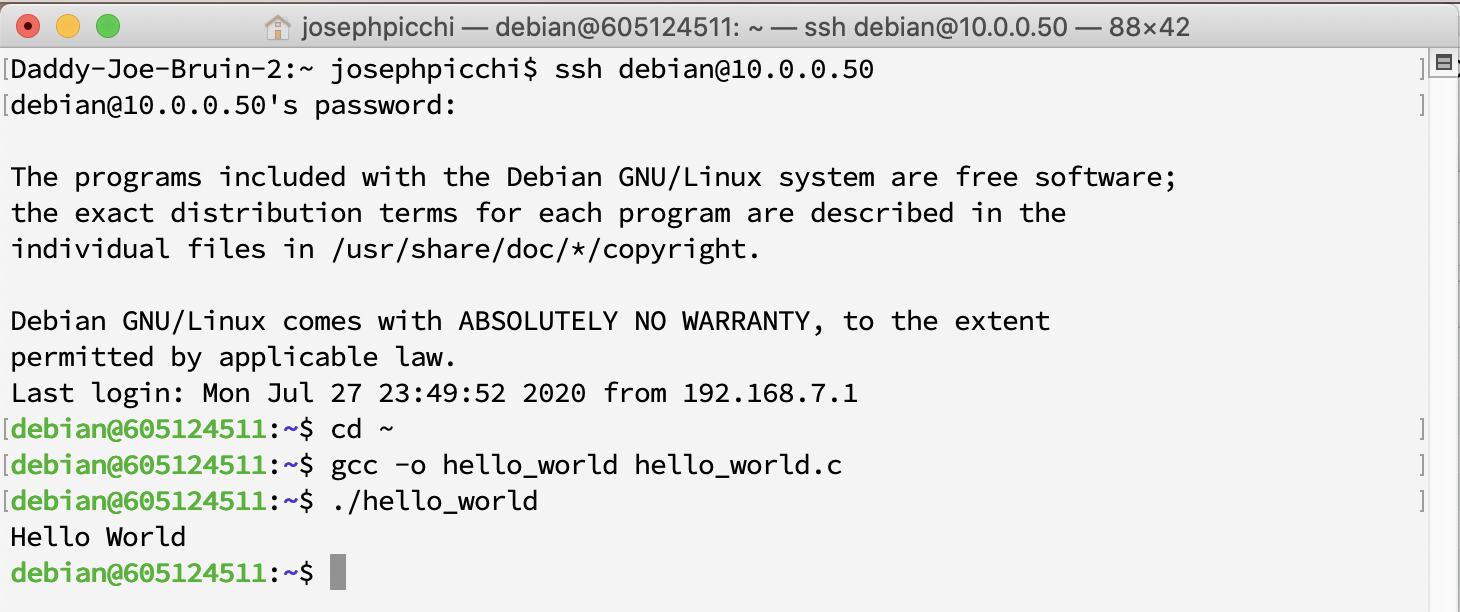 josephpicchi — debian@605124511: ~ — ssh debian@10.0.0.50 — 88×42
[Daddy-Joe-Bruin-2:~ josephpicchi$ ssh debian@10.0.0.50 ]
[debian@10.0.0.50's password: ]
The programs included with the Debian GNU/Linux system are free software;
the exact distribution terms for each program are described in the
individual files in /usr/share/doc/*/copyright.
Debian GNU/Linux comes with ABSOLUTELY NO WARRANTY, to the extent
permitted by applicable law.
Last login: Mon Jul 27 23:49:52 2020 from 192.168.7.1
[debian@605124511:~$ cd ~ ]
[debian@605124511:~$ gcc -o hello_world hello_world.c ]
[debian@605124511:~$ ./hello_world ]
Hello World
debian@605124511:~$